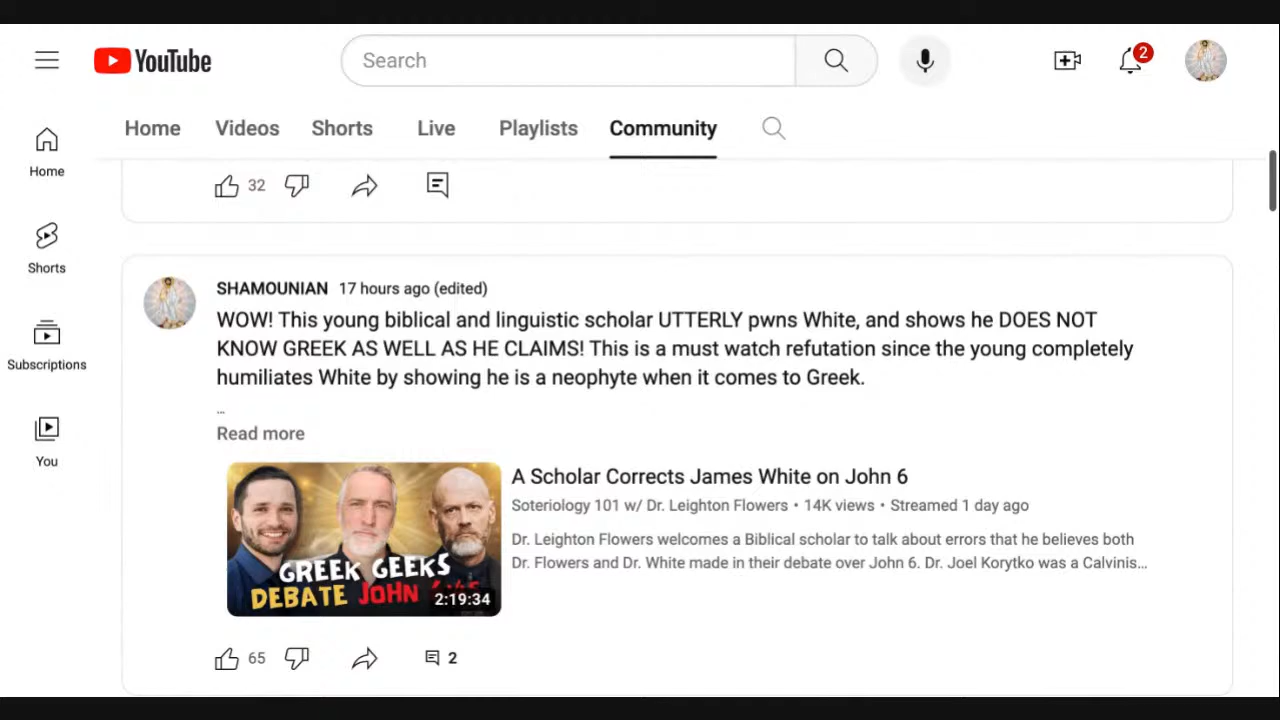 YouTube
Search
2
Home Videos Shorts Live Playlists Community
Home
Shorts
Subscriptions
You
32
SHAMOUNIAN 17 hours ago (edited)
WOW! This young biblical and linguistic scholar UTTERLY pwns White, and shows he DOES NOT
KNOW GREEK AS WELL AS HE CLAIMS! This is a must watch refutation since the young completely
humiliates White by showing he is a neophyte when it comes to Greek.
...
Read more
GREEK GEEKS
DEBATE JOHN
2:19:34
A Scholar Corrects James White on John 6
Soteriology 101 w/ Dr. Leighton Flowers • 14K views • Streamed 1 day ago
Dr. Leighton Flowers welcomes a Biblical scholar to talk about errors that he believes both
Dr. Flowers and Dr. White made in their debate over John 6. Dr. Joel Korytko was a Calvinis...
65
2